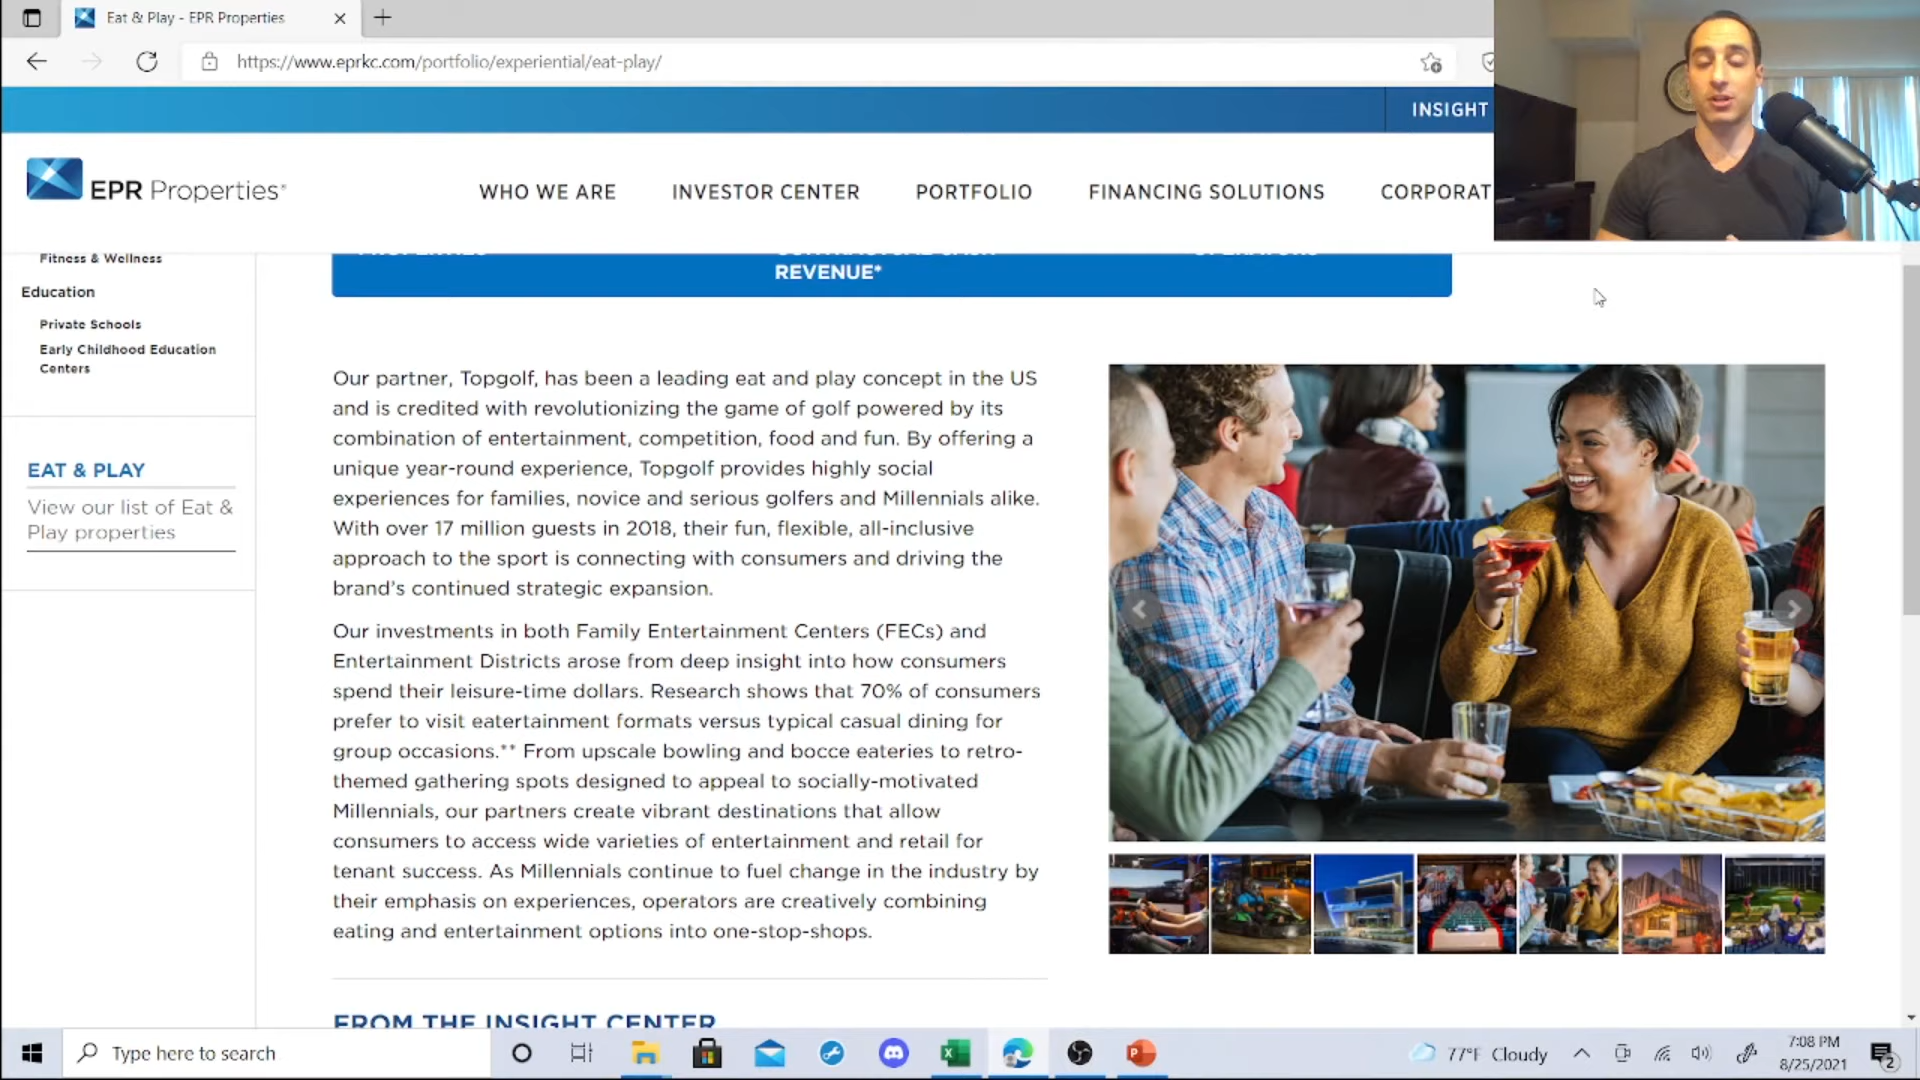 Eat & Play - EPR Properties
https://www.eprkc.com/portfolio/experiential/eat-play/
INSIGHT
EPR Properties
WHO WE ARE
INVESTOR CENTER
PORTFOLIO
FINANCING SOLUTIONS
CORPORAT
Fitness & Wellness
Education
Private Schools
Early Childhood Education
Centers
EAT & PLAY
View our list of Eat &
Play properties
REVENUE*
Our partner, Topgolf, has been a leading eat and play concept in the US
and is credited with revolutionizing the game of golf powered by its
combination of entertainment, competition, food and fun. By offering a
unique year-round experience, Topgolf provides highly social
experiences for families, novice and serious golfers and Millennials alike.
With over 17 million guests in 2018, their fun, flexible, all-inclusive
approach to the sport is connecting with consumers and driving the
brand's continued strategic expansion.
Our investments in both Family Entertainment Centers (FECs) and
Entertainment Districts arose from deep insight into how consumers
spend their leisure-time dollars. Research shows that 70% of consumers
prefer to visit eatertainment formats versus typical casual dining for
group occasions.** From upscale bowling and bocce eateries to retro-
themed gathering spots designed to appeal to socially-motivated
Millennials, our partners create vibrant destinations that allow
consumers to access wide varieties of entertainment and retail for
tenant success. As Millennials continue to fuel change in the industry by
their emphasis on experiences, operators are creatively combining
eating and entertainment options into one-stop-shops.
FROM THE INSIGHT CENTER
Type here to search
77°F Cloudy
7:08 PM
8/25/2021
2